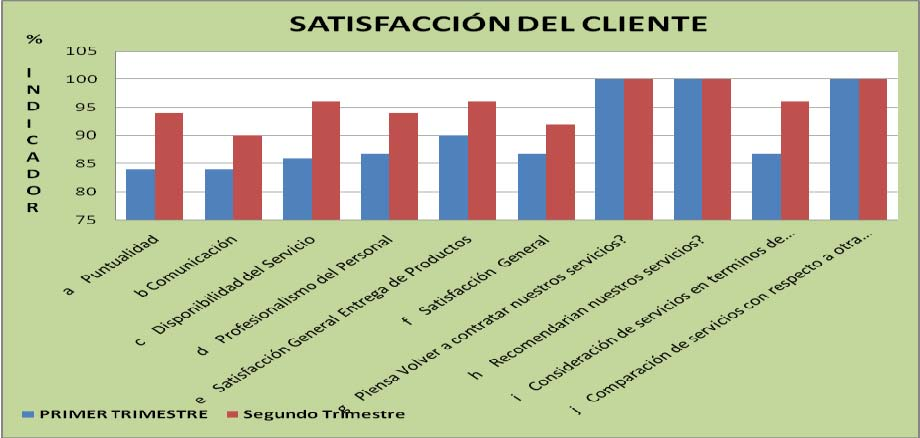 SATISFACCIÓN DEL CLIENTE
%
INDICADOR
105
100
95
90
85
80
75
a Puntualidad
b Comunicación
c Disponibilidad del Servicio
d Profesionalismo del Personal
e Satisfacción General Entrega de Productos
f Satisfacción General
g Piensa Volver a contratar nuestros servicios?
h Recomendarian nuestros servicios?
i Consideración de servicios en terminos de...
j Comparación de servicios con respecto a otra...
PRIMER TRIMESTRE
Segundo Trimestre